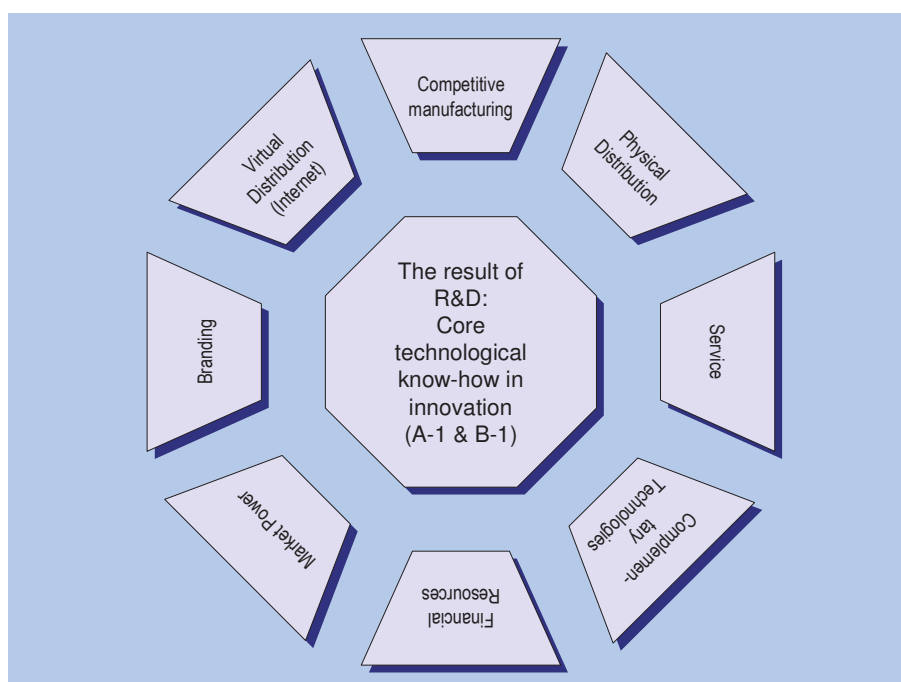 Competitive
manufacturing
Physical
Distribution
Service
Complemen-
tary
Technologies
Financial
Resources
Market Power
Branding
Virtual
Distribution
(Internet)
The result of
R&D:
Core
technological
know-how in
innovation
(A-1 & B-1)